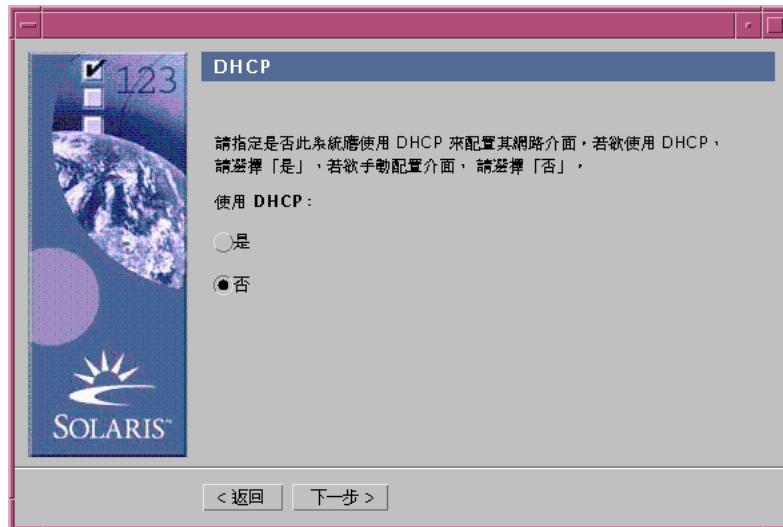 123
DHCP
請指定是否此系統應使用 DHCP 來配置其網路介面，若欲使用 DHCP，
請選擇「是」，若欲手動配置介面， 請選擇「否」，
使用 DHCP：
是
否
SOLARIS™
< 返回
下一步 >